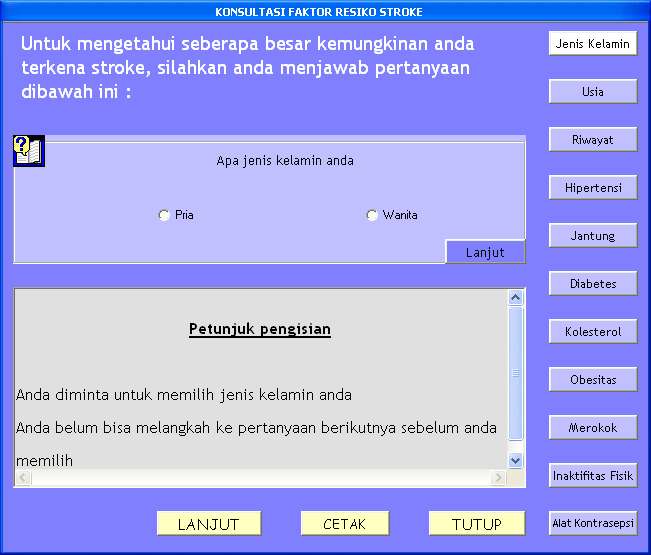 KONSULTASI FAKTOR RESIKO STROKE
Untuk mengetahui seberapa besar kemungkinan anda
terkena stroke, silahkan anda menjawab pertanyaan
dibawah ini :
?
Apa jenis kelamin anda
Pria
Wanita
Lanjut
Petunjuk pengisian
Anda diminta untuk memilih jenis kelamin anda
Anda belum bisa melangkah ke pertanyaan berikutnya sebelum anda
memilih
LANJUT
CETAK
TUTUP
Jenis Kelamin
Usia
Riwayat
Hipertensi
Jantung
Diabetes
Kolesterol
Obesitas
Merokok
Inaktifitas Fisik
Alat Kontrasepsi